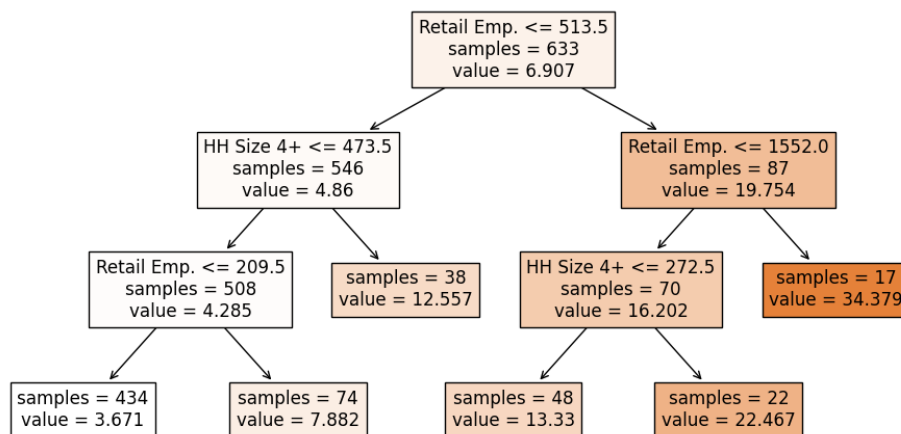 Retail Emp. <= 513.5
samples = 633
value = 6.907
HH Size 4+ <= 473.5
samples = 546
value = 4.86
Retail Emp. <= 1552.0
samples = 87
value = 19.754
Retail Emp. <= 209.5
samples = 508
value = 4.285
samples = 38
value = 12.557
HH Size 4+ <= 272.5
samples = 70
value = 16.202
samples = 17
value = 34.379
samples = 434
value = 3.671
samples = 74
value = 7.882
samples = 48
value = 13.33
samples = 22
value = 22.467